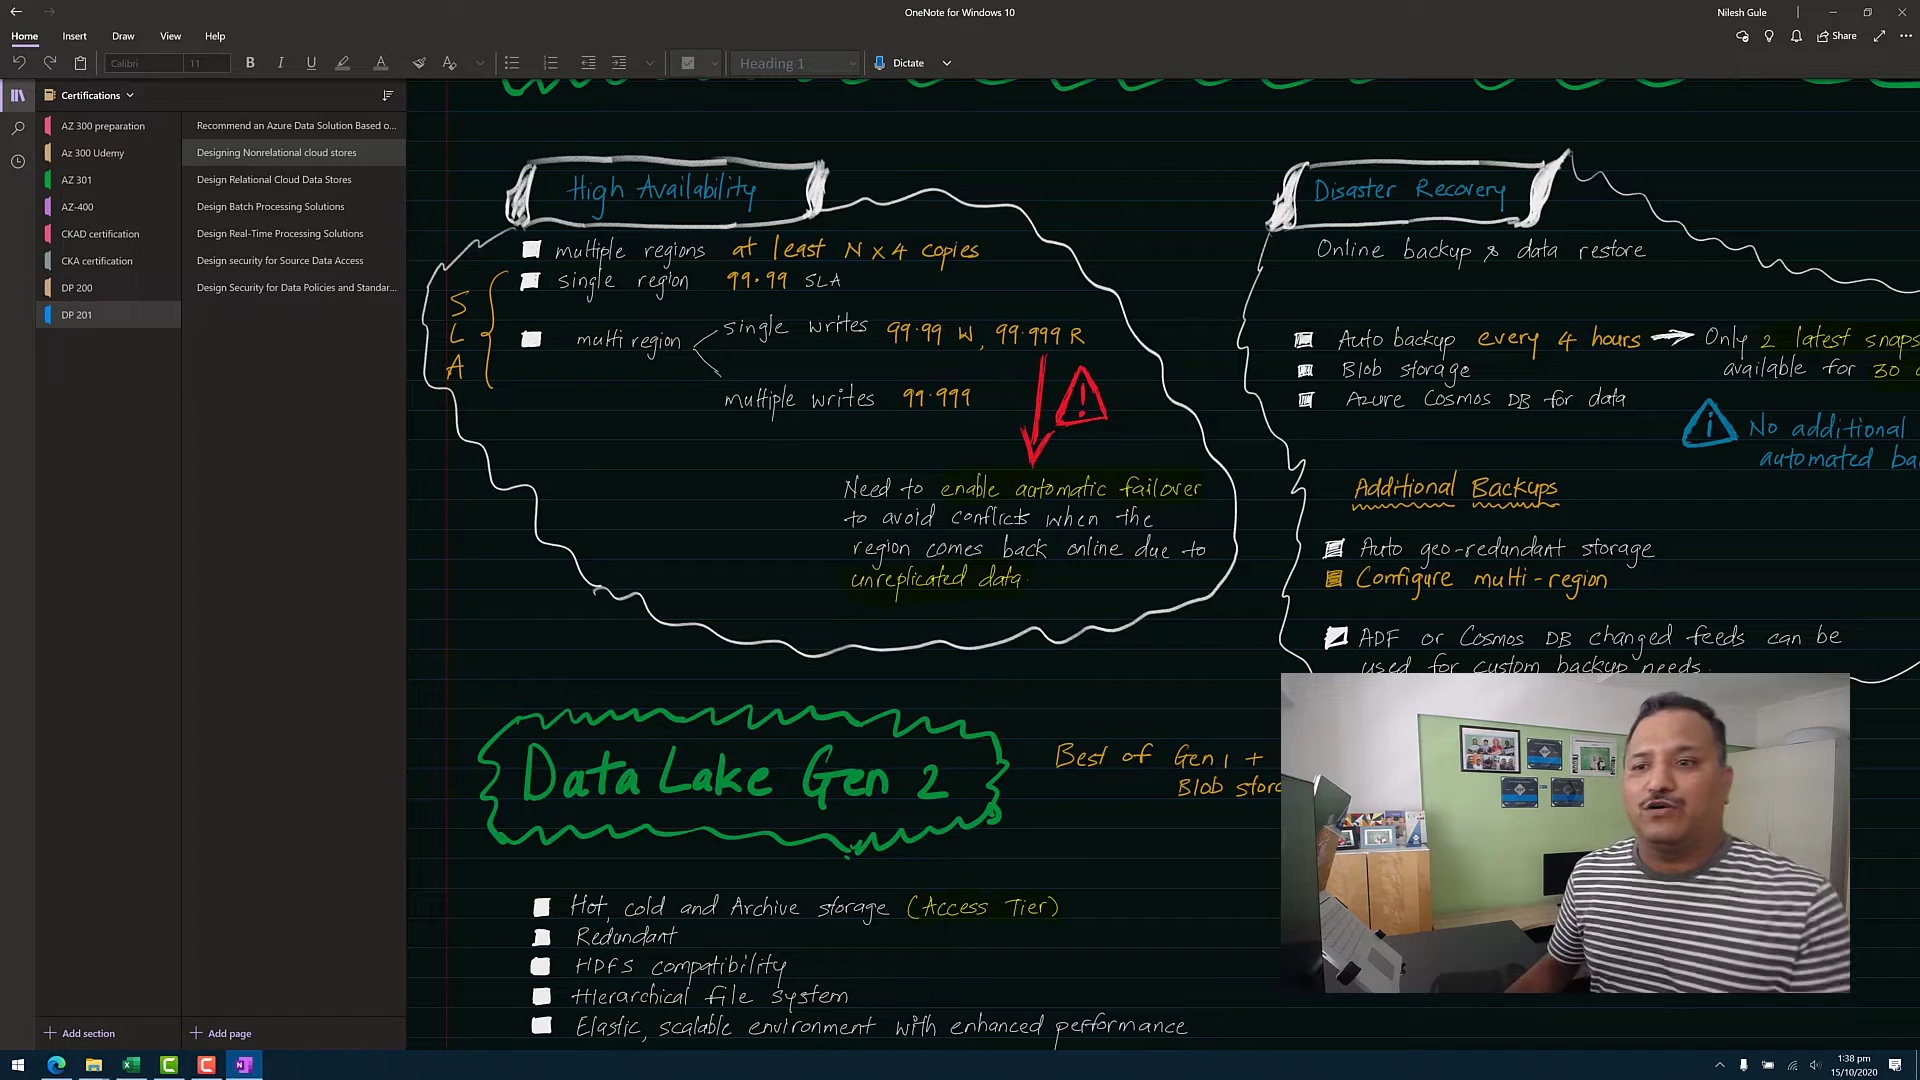 OneNote for Windows 10
Nilesh Gule
Home
Insert
Draw
View
Help
Share
Calibri
11
B
I
U
A
Heading 1
Dictate
Certifications
AZ 300 preparation
Az 300 Udemy
AZ 301
AZ-400
CKAD certification
CKA certification
DP 200
DP 201
Add section
Recommend an Azure Data Solution Based o...
Designing Nonrelational cloud stores
Design Relational Cloud Data Stores
Design Batch Processing Solutions
Design Real-Time Processing Solutions
Design security for Source Data Access
Design Security for Data Policies and Standar...
Add page
High Availability
multiple regions at least N x 4 copies
single region 99.99 SLA
SLA
multi region
single writes 99.99 W, 99.999 R
multiple writes 99.999
Need to enable automatic failover
to avoid conflicts when the
region comes back online due to
unreplicated data.
Disaster Recovery
Online backup & data restore
Auto backup every 4 hours → Only 2 latest snaps
available for 30
Blob storage
Azure Cosmos DB for data
No additional
automated ba
Additional Backups
Auto geo-redundant storage
Configure multi-region
ADF or Cosmos DB changed feeds can be
used for custom backup needs.
Data Lake Gen 2
Best of Gen 1 +
Blob stor
Hot, cold and Archive storage (Access Tier)
Redundant
HDFS compatibility
Hierarchical file system
Elastic, scalable environment with enhanced performance
1:38 pm
15/10/2020